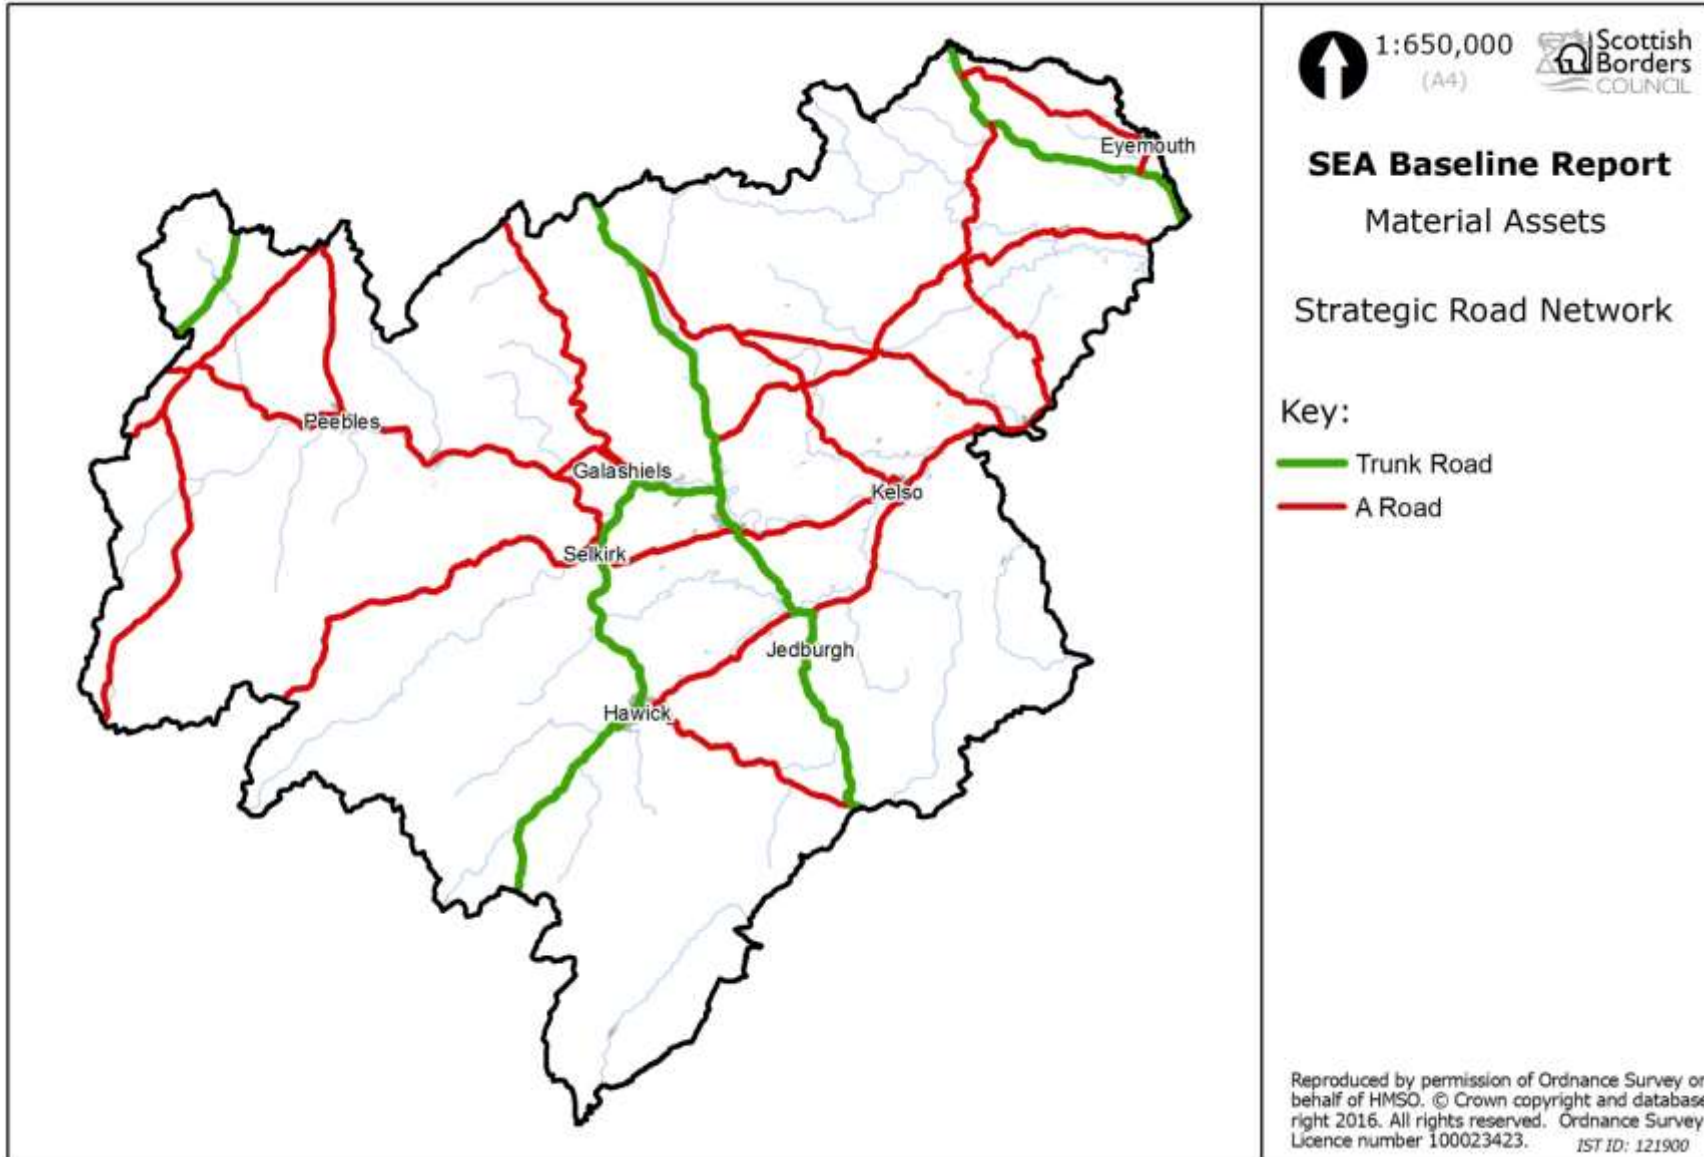 1:650,000
(A4)
Scottish
Borders
COUNCIL
SEA Baseline Report
Material Assets
Strategic Road Network
Key:
Trunk Road
A Road
Eyemouth
Peebles
Galashiels
Kelso
Selkirk
Jedburgh
Hawick
Reproduced by permission of Ordnance Survey on
behalf of HMSO. © Crown copyright and database
right 2016. All rights reserved. Ordnance Survey
Licence number 100023423.
IST ID: 121900